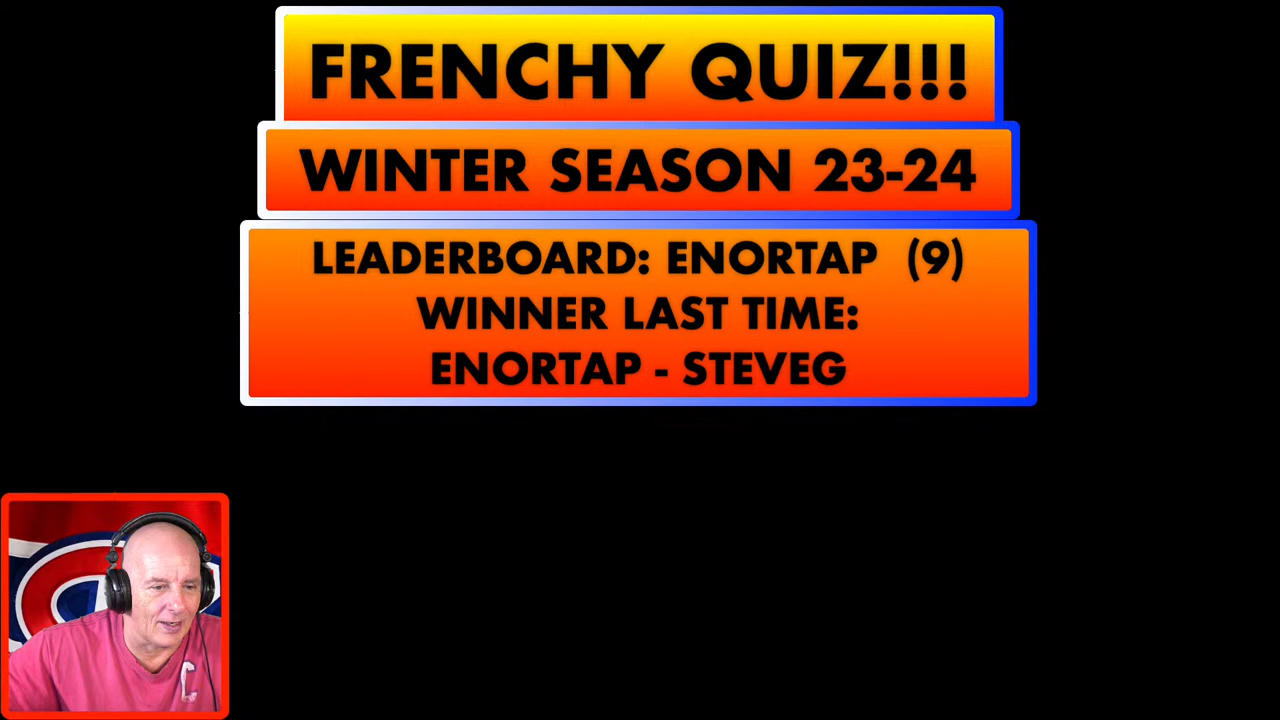 FRENCHY QUIZ!!!
WINTER SEASON 23-24
LEADERBOARD: ENORTAP (9)
WINNER LAST TIME:
ENORTAP - STEVEG